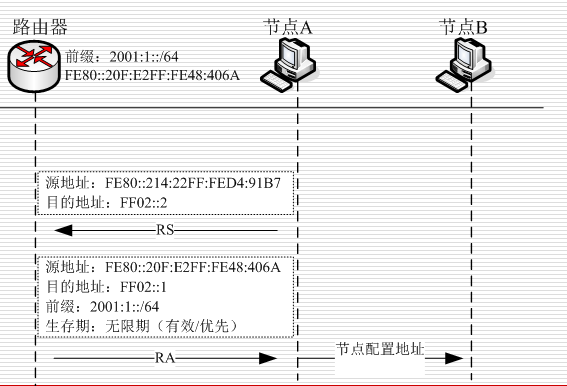 路由器
节点A
节点B
前缀：2001:1::/64
FE80::20F:E2FF:FE48:406A
源地址：FE80::214:22FF:FED4:91B7
目的地址：FF02::2
RS
源地址：FE80::20F:E2FF:FE48:406A
目的地址：FF02::1
前缀：2001:1::/64
生存期：无限期（有效/优先）
RA
节点配置地址